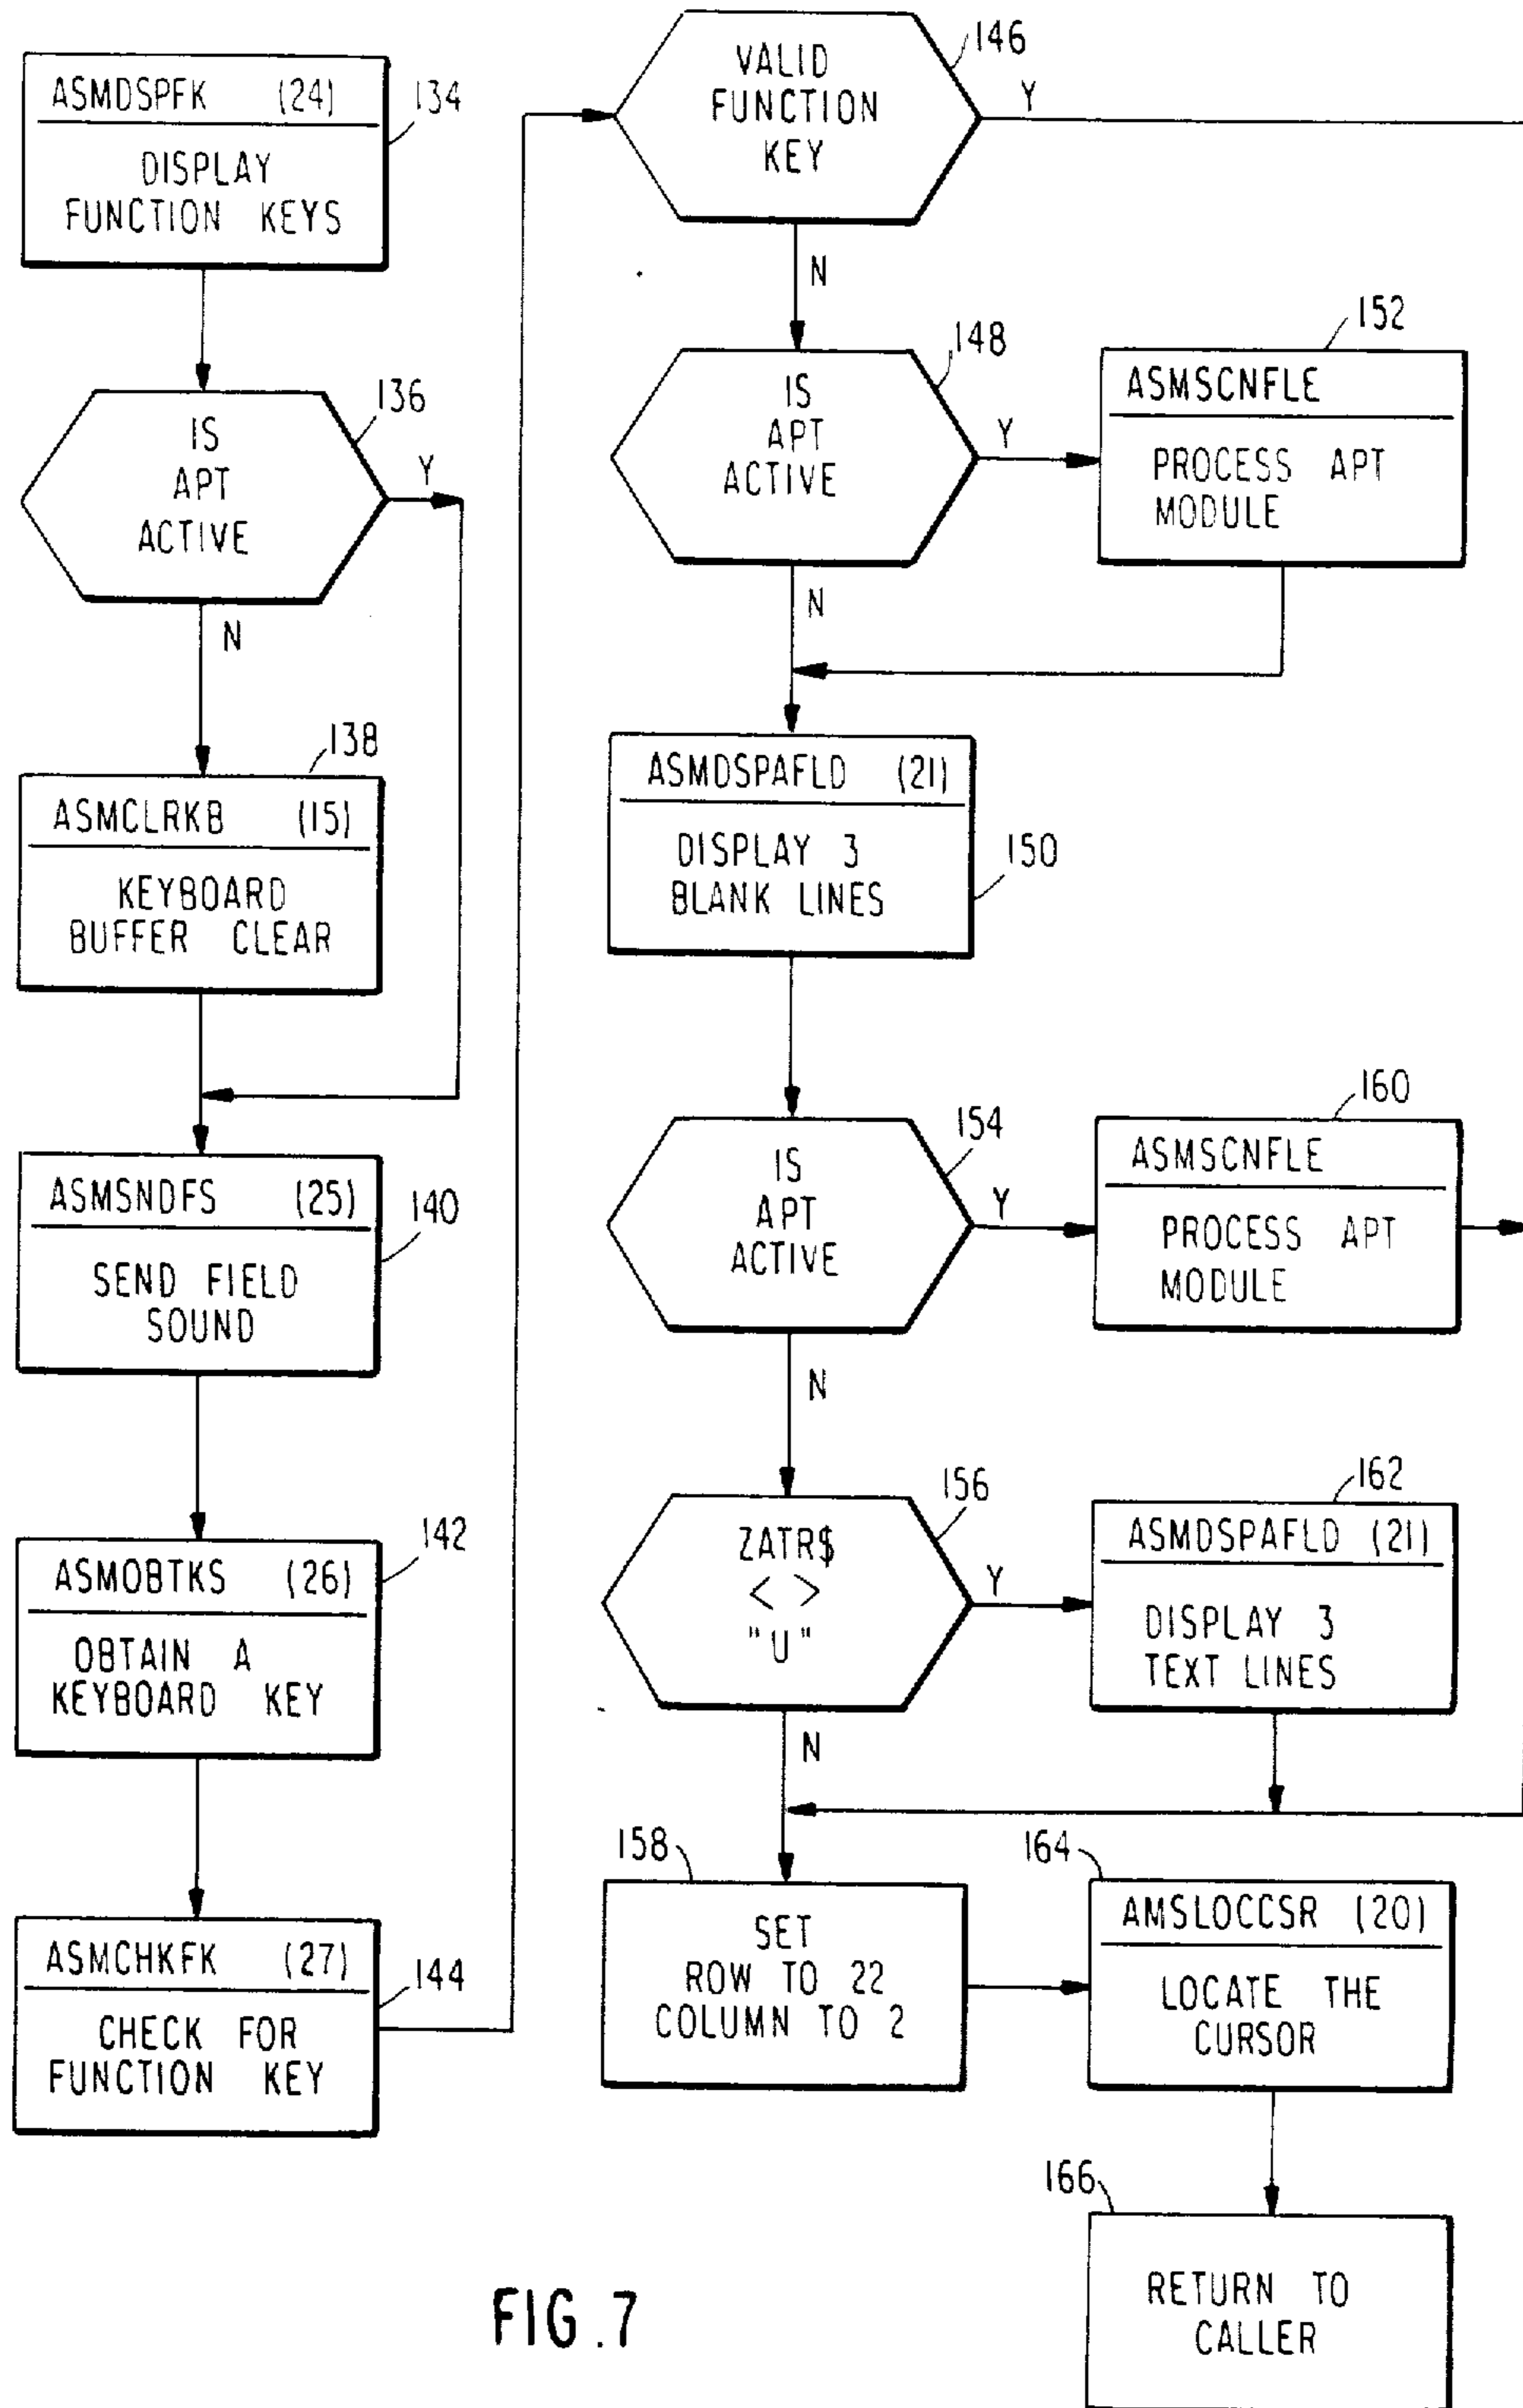 ASMDSPFK (24)
DISPLAY
FUNCTION KEYS
134
IS
APT
ACTIVE
136
Y
N
138
ASMCLRKB (15)
KEYBOARD
BUFFER CLEAR
ASMSNDFS (25)
SEND FIELD
SOUND
140
ASMOBTKS (26)
OBTAIN A
KEYBOARD KEY
142
ASMCHKFK (27)
CHECK FOR
FUNCTION KEY
144
VALID
FUNCTION
KEY
146
Y
N
IS
APT
ACTIVE
148
Y
N
152
ASMSCNFLE
PROCESS APT
MODULE
ASMDSPAFLD (21)
DISPLAY 3
BLANK LINES
150
IS
APT
ACTIVE
154
Y
N
160
ASMSCNFLE
PROCESS APT
MODULE
ZATR$
< >
"U"
156
Y
N
162
ASMDSPAFLD (21)
DISPLAY 3
TEXT LINES
158
SET
ROW TO 22
COLUMN TO 2
164
AMSLOCCSR (20)
LOCATE THE
CURSOR
166
RETURN TO
CALLER
FIG.7